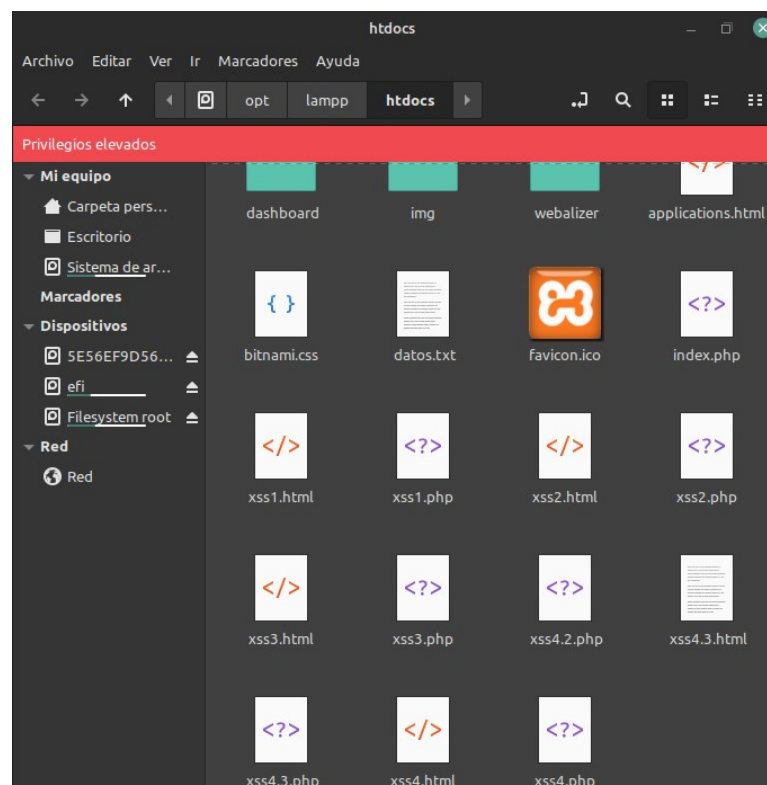 htdocs
Archivo Editar Ver Ir Marcadores Ayuda
opt lampp htdocs
Privilegios elevados
Mi equipo
Carpeta pers...
Escritorio
Sistema de ar...
Marcadores
Dispositivos
5E56EF9D56...
efi
Filesystem root
Red
Red
dashboard img webalizer applications.html
bitnami.css datos.txt favicon.ico index.php
xss1.html xss1.php xss2.html xss2.php
xss3.html xss3.php xss4.2.php xss4.3.html
xss4.3.php xss4.html xss4.php